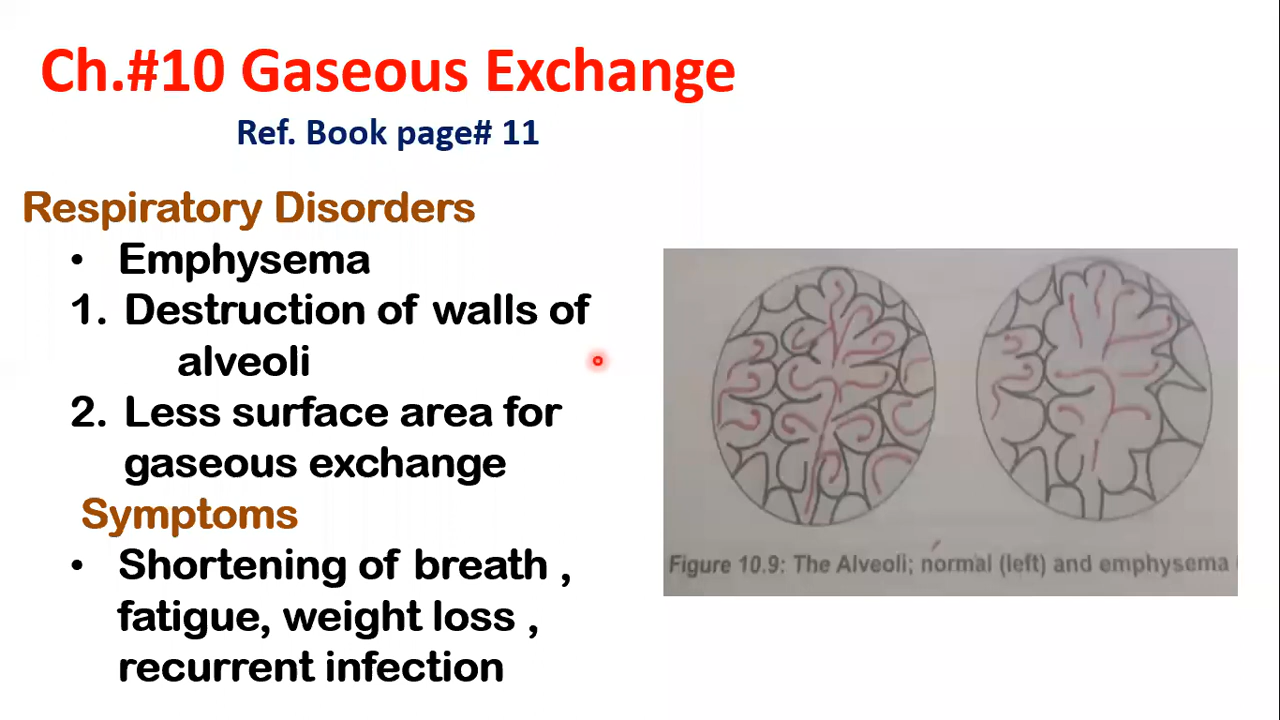 Ch.#10 Gaseous Exchange
Ref. Book page# 11
Respiratory Disorders
• Emphysema
1. Destruction of walls of
alveoli
2. Less surface area for
gaseous exchange
Symptoms
• Shortening of breath ,
fatigue, weight loss ,
recurrent infection
Figure 10.9: The Alveoli; normal (left) and emphysema